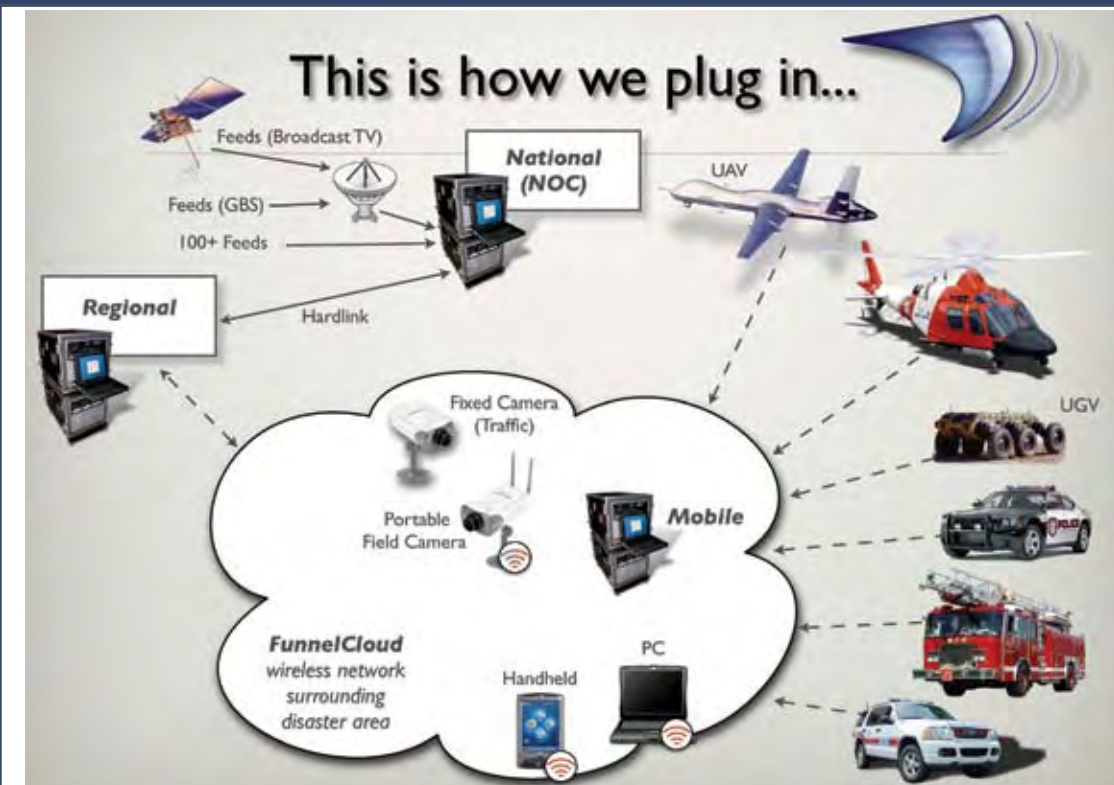 This is how we plug in...
Feeds (Broadcast TV)
National
(NOC)
UAV
Feeds (GBS)
100+ Feeds
Regional
Hardlink
Fixed Camera
(Traffic)
UGV
Portable
Field Camera
Mobile
POLICE
FunnelCloud
wireless network
surrounding
disaster area
Handheld
PC